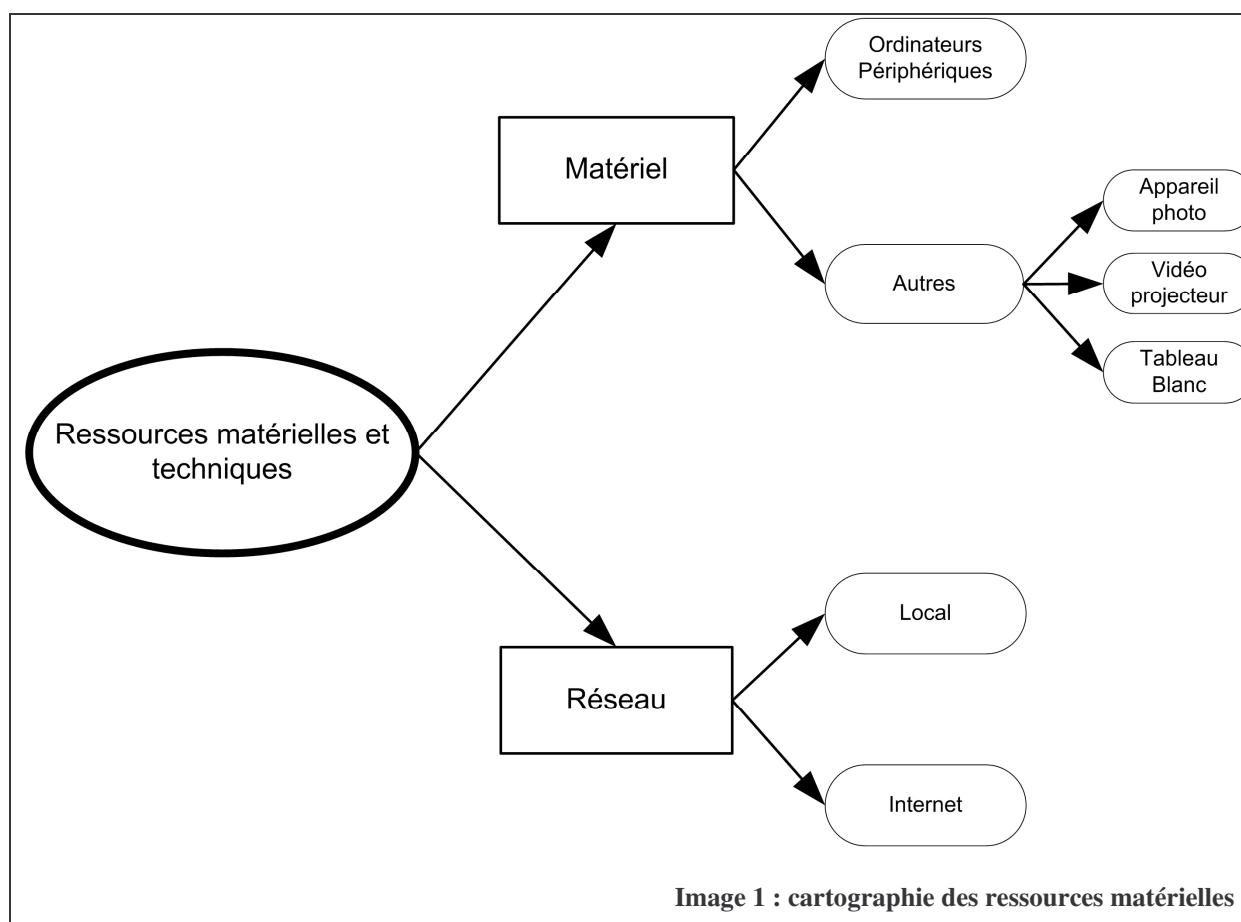 Ordinateurs
Périphériques
Matériel
Appareil
photo
Autres
Vidéo
projecteur
Tableau
Blanc
Ressources matérielles et
techniques
Local
Réseau
Internet
Image 1 : cartographie des ressources matérielles